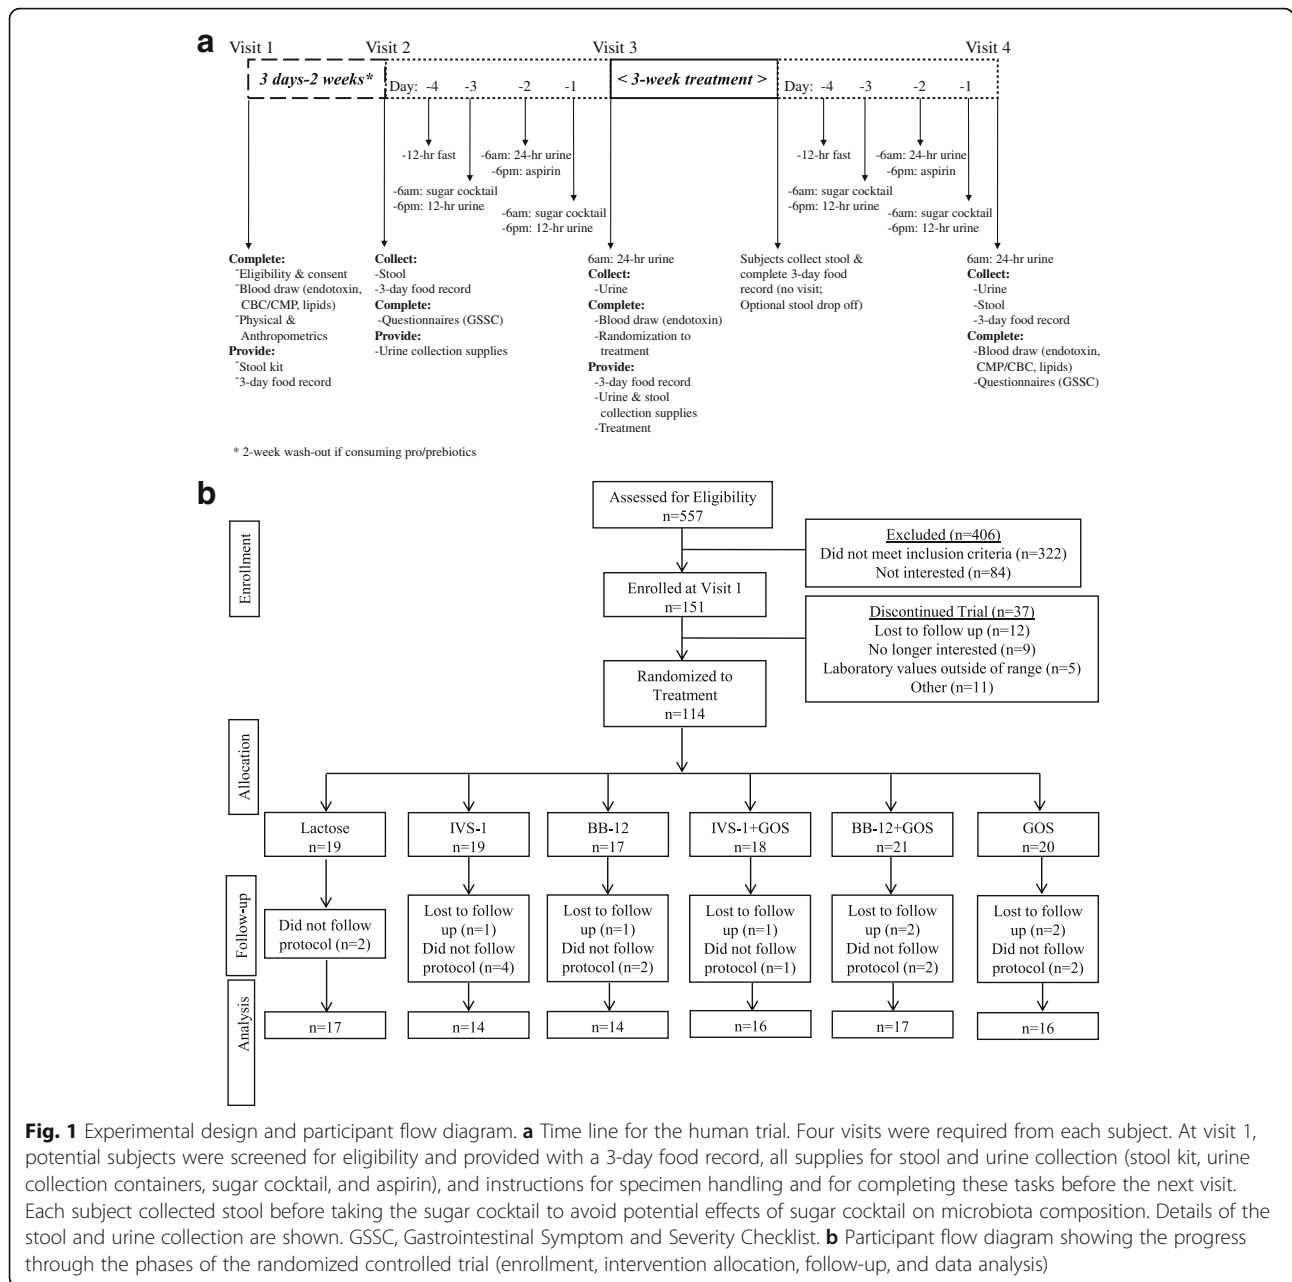 a
Visit 1
Visit 2
Visit 3
Visit 4
3 days-2 weeks*
Day: -4 -3 -2 -1
< 3-week treatment >
Day: -4 -3 -2 -1
-12-hr fast
-6am: 24-hr urine
-6pm: aspirin
-6am: sugar cocktail
-6pm: 12-hr urine
-6am: sugar cocktail
-6pm: 12-hr urine
-12-hr fast
-6am: 24-hr urine
-6pm: aspirin
-6am: sugar cocktail
-6pm: 12-hr urine
-6am: sugar cocktail
-6pm: 12-hr urine
Complete:
-Eligibility & consent
-Blood draw (endotoxin,
CBC/CMP, lipids)
-Physical &
Anthropometrics
Provide:
-Stool kit
-3-day food record
Collect:
-Stool
-3-day food record
Complete:
-Questionnaires (GSSC)
Provide:
-Urine collection supplies
6am: 24-hr urine
Collect:
-Urine
Complete:
-Blood draw (endotoxin)
-Randomization to
treatment
Provide:
-3-day food record
-Urine & stool
collection supplies
-Treatment
Subjects collect stool &
complete 3-day food
record (no visit;
Optional stool drop off)
6am: 24-hr urine
Collect:
-Urine
-Stool
-3-day food record
Complete:
-Blood draw (endotoxin,
CMP/CBC, lipids)
-Questionnaires (GSSC)
* 2-week wash-out if consuming pro/prebiotics
b
Enrollment
Assessed for Eligibility
n=557
Excluded (n=406)
Did not meet inclusion criteria (n=322)
Not interested (n=84)
Enrolled at Visit 1
n=151
Discontinued Trial (n=37)
Lost to follow up (n=12)
No longer interested (n=9)
Laboratory values outside of range (n=5)
Other (n=11)
Randomized to
Treatment
n=114
Allocation
Lactose
n=19
IVS-1
n=19
BB-12
n=17
IVS-1+GOS
n=18
BB-12+GOS
n=21
GOS
n=20
Follow-up
Did not follow
protocol (n=2)
Lost to follow
up (n=1)
Did not follow
protocol (n=4)
Lost to follow
up (n=1)
Did not follow
protocol (n=2)
Lost to follow
up (n=1)
Did not follow
protocol (n=1)
Lost to follow
up (n=2)
Did not follow
protocol (n=2)
Lost to follow
up (n=2)
Did not follow
protocol (n=2)
Analysis
n=17
n=14
n=14
n=16
n=17
n=16
Fig. 1 Experimental design and participant flow diagram. a Time line for the human trial. Four visits were required from each subject. At visit 1,
potential subjects were screened for eligibility and provided with a 3-day food record, all supplies for stool and urine collection (stool kit, urine
collection containers, sugar cocktail, and aspirin), and instructions for specimen handling and for completing these tasks before the next visit.
Each subject collected stool before taking the sugar cocktail to avoid potential effects of sugar cocktail on microbiota composition. Details of the
stool and urine collection are shown. GSSC, Gastrointestinal Symptom and Severity Checklist. b Participant flow diagram showing the progress
through the phases of the randomized controlled trial (enrollment, intervention allocation, follow-up, and data analysis)